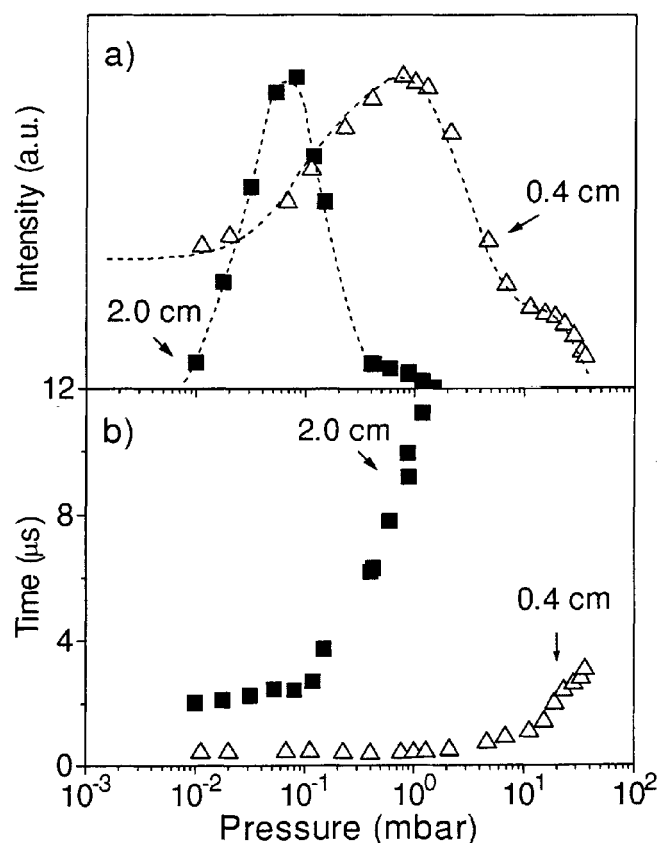 a)
Intensity (a.u.)
0.4 cm
2.0 cm
12
b)
2.0 cm
8
Time (μs)
0.4 cm
4
0
10⁻³ 10⁻² 10⁻¹ 10⁰ 10¹ 10²
Pressure (mbar)